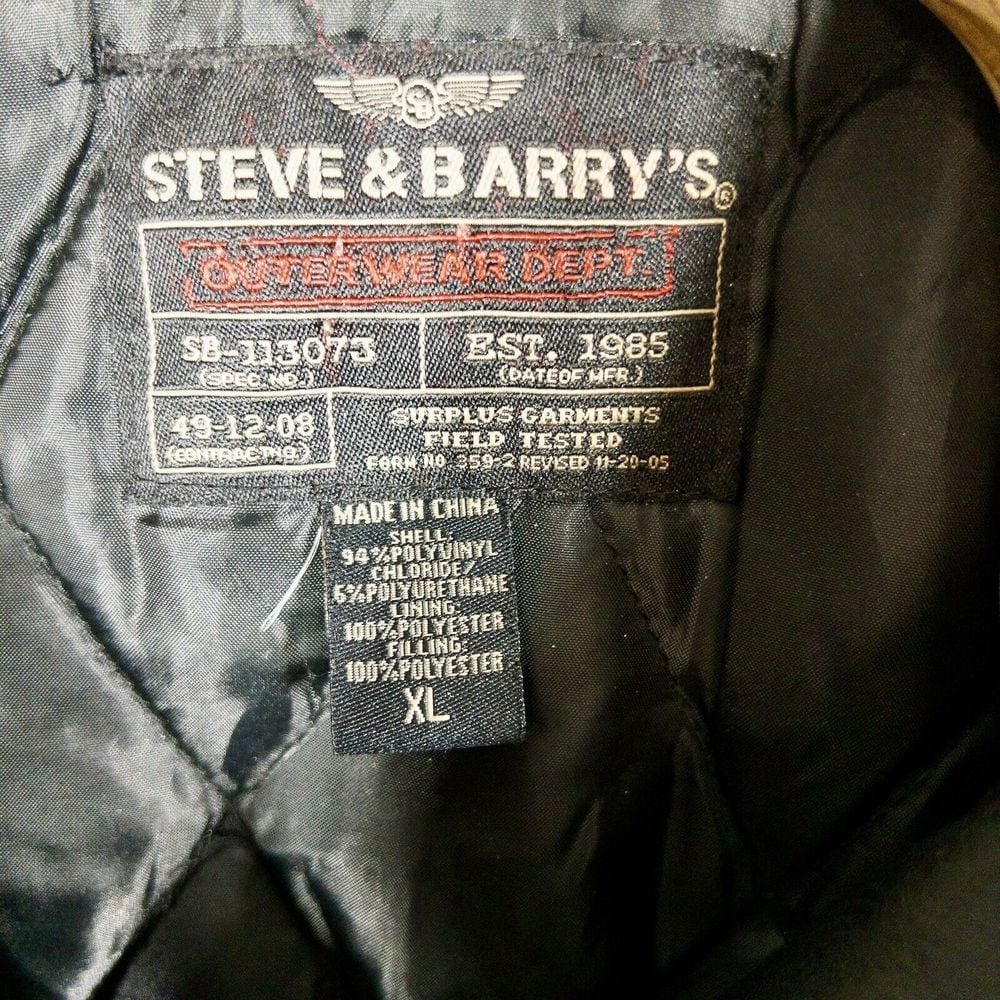 SB
STEVE & BARRY'S®
OUTERWEAR DEPT.
SB-113073 EST. 1985
(SPEC NO.) (DATE OF MFR.)
49-12-08 SURPLUS GARMENTS
(CONTRACT NO.) FIELD TESTED
FORM NO 359-2 REVISED 11-20-05
MADE IN CHINA
SHELL:
94%POLYVINYL
CHLORIDE/
6%POLYURETHANE
LINING:
100%POLYESTER
FILLING:
100%POLYESTER
XL